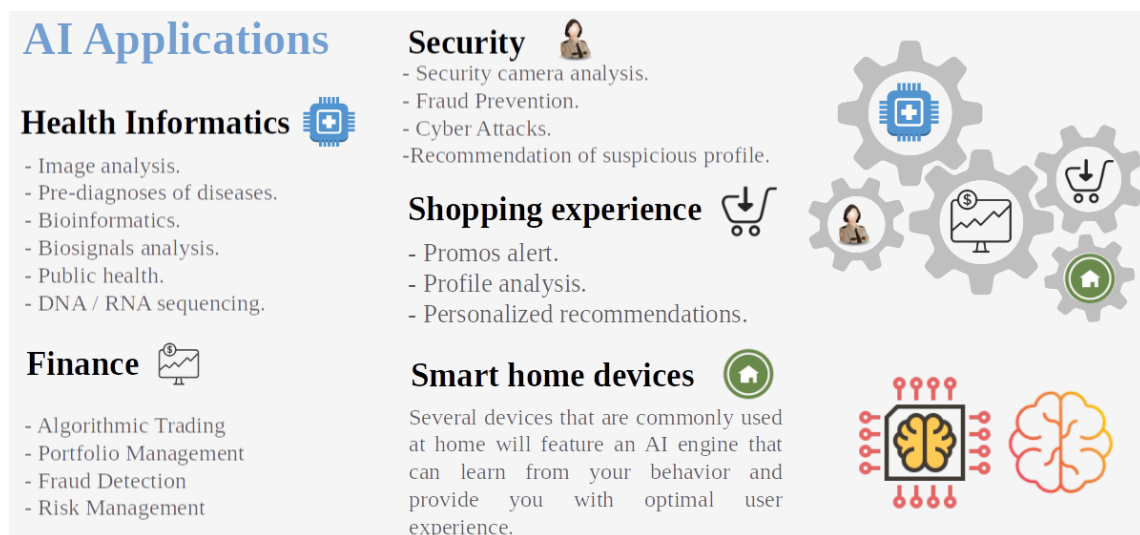 AI Applications
Health Informatics
- Image analysis.
- Pre-diagnoses of diseases.
- Bioinformatics.
- Biosignals analysis.
- Public health.
- DNA / RNA sequencing.
Finance
- Algorithmic Trading
- Portfolio Management
- Fraud Detection
- Risk Management
Security
- Security camera analysis.
- Fraud Prevention.
- Cyber Attacks.
-Recommendation of suspicious profile.
Shopping experience
- Promos alert.
- Profile analysis.
- Personalized recommendations.
Smart home devices
Several devices that are commonly used
at home will feature an AI engine that
can learn from your behavior and
provide you with optimal user
experience.
$
$